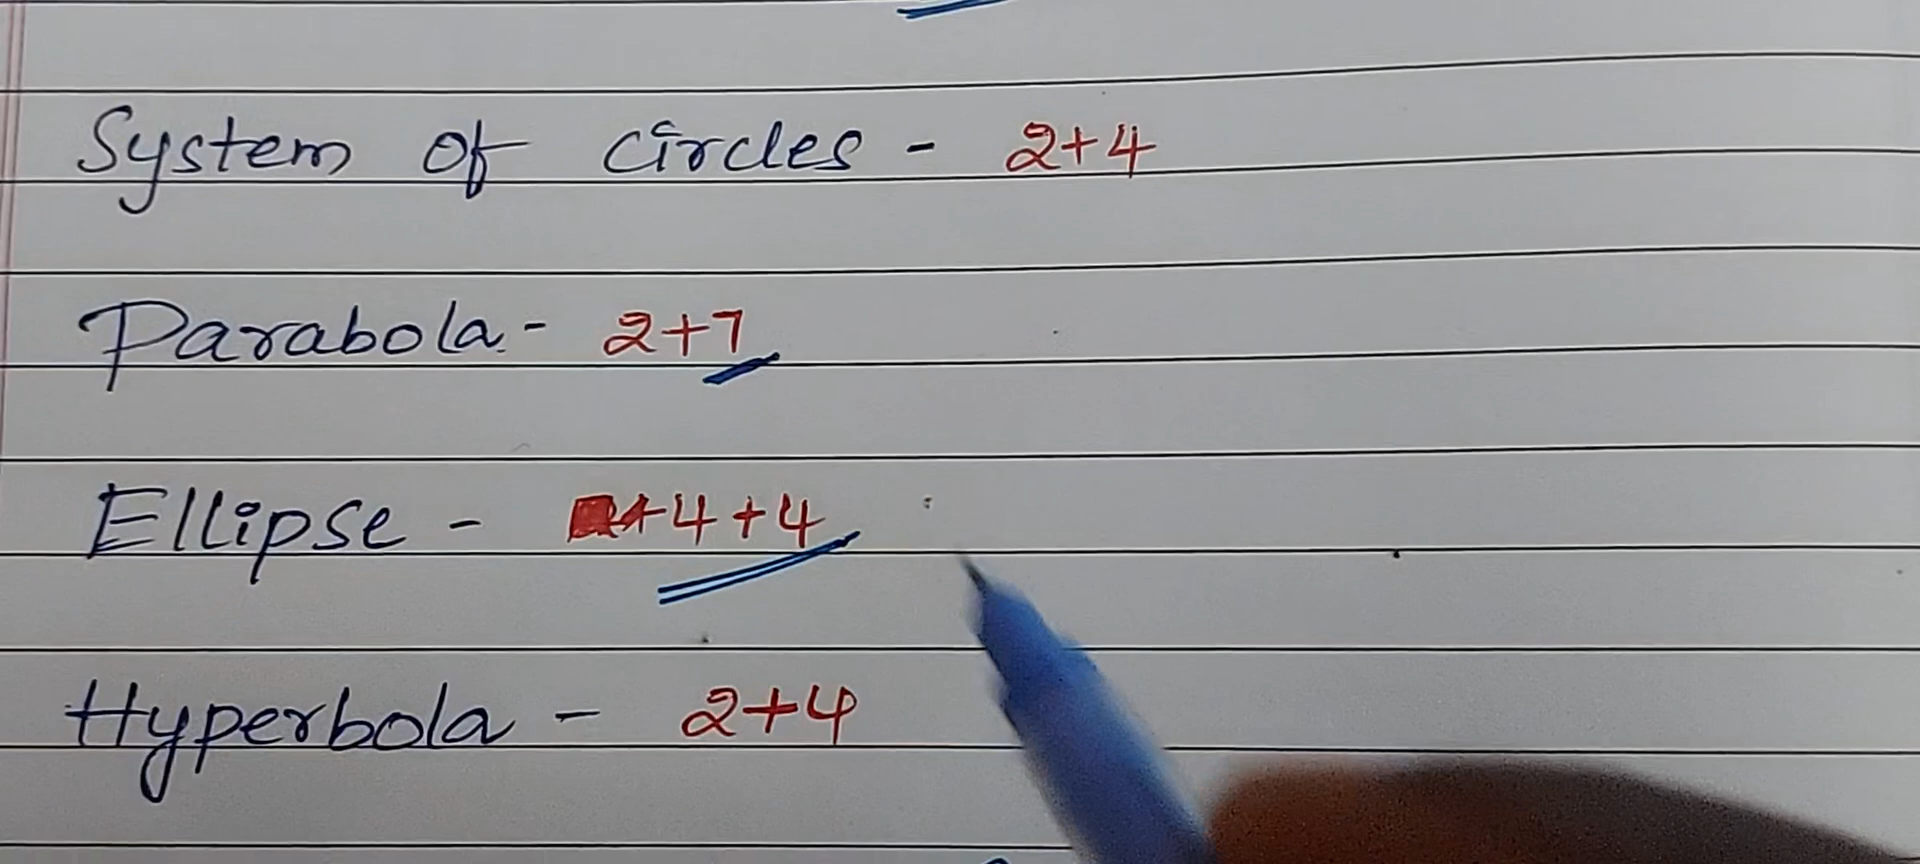 System of circles - 2+4
Parabola - 2+7
Ellipse - 4+4
Hyperbola - 2+4